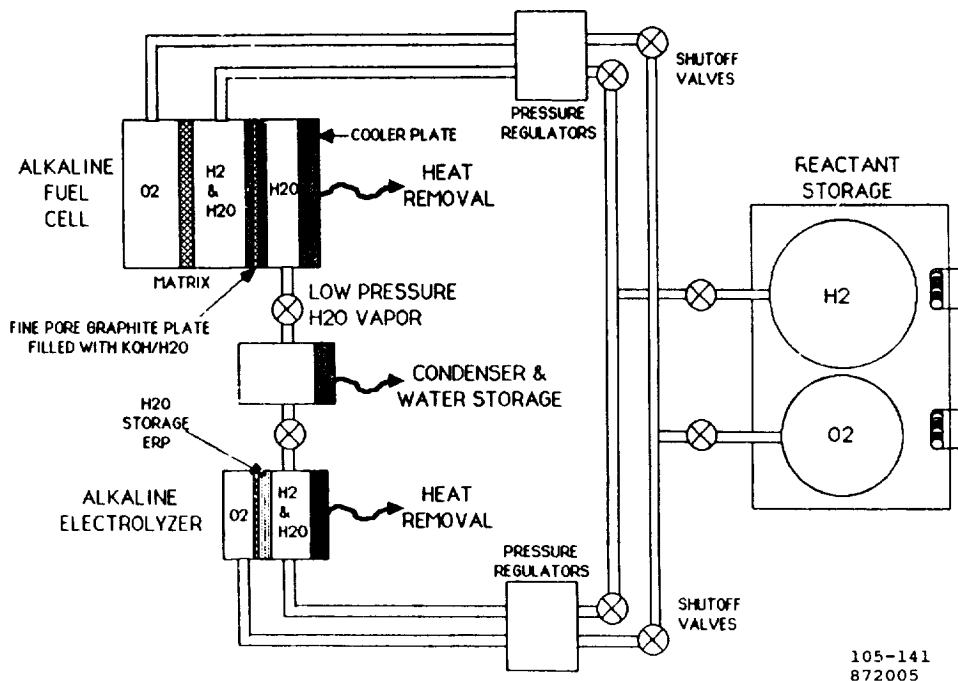 SHUTOFF
VALVES
PRESSURE
REGULATORS
COOLER PLATE
ALKALINE
FUEL
CELL
O2
H2
&
H2O
H2O
HEAT
REMOVAL
REACTANT
STORAGE
MATRIX
LOW PRESSURE
H2O VAPOR
H2
FINE PORE GRAPHITE PLATE
FILLED WITH KOH/H2O
CONDENSER &
WATER STORAGE
H2O
STORAGE
ERP
O2
ALKALINE
ELECTROLYZER
O2
H2
&
H2O
HEAT
REMOVAL
PRESSURE
REGULATORS
SHUTOFF
VALVES
105-141
872005